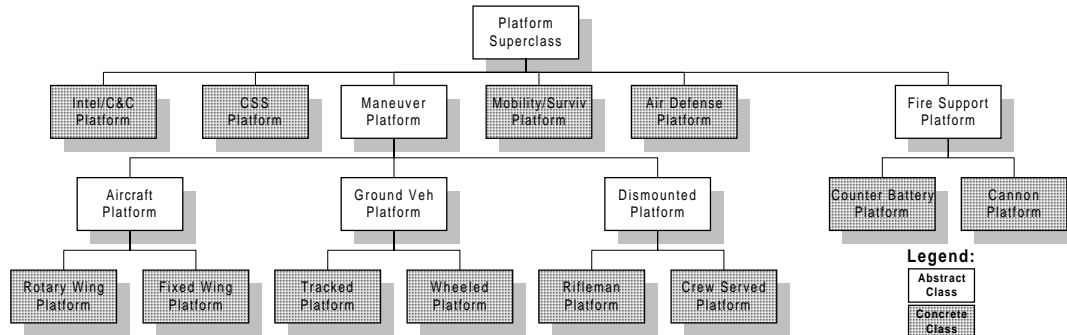 Platform
Superclass
Intel/C&C
Platform
CSS
Platform
Maneuver
Platform
Mobility/Surviv
Platform
Air Defense
Platform
Fire Support
Platform
Aircraft
Platform
Ground Veh
Platform
Dismounted
Platform
Counter Battery
Platform
Cannon
Platform
Rotary Wing
Platform
Fixed Wing
Platform
Tracked
Platform
Wheeled
Platform
Rifleman
Platform
Crew Served
Platform
Legend:
Abstract
Class
Concrete
Class